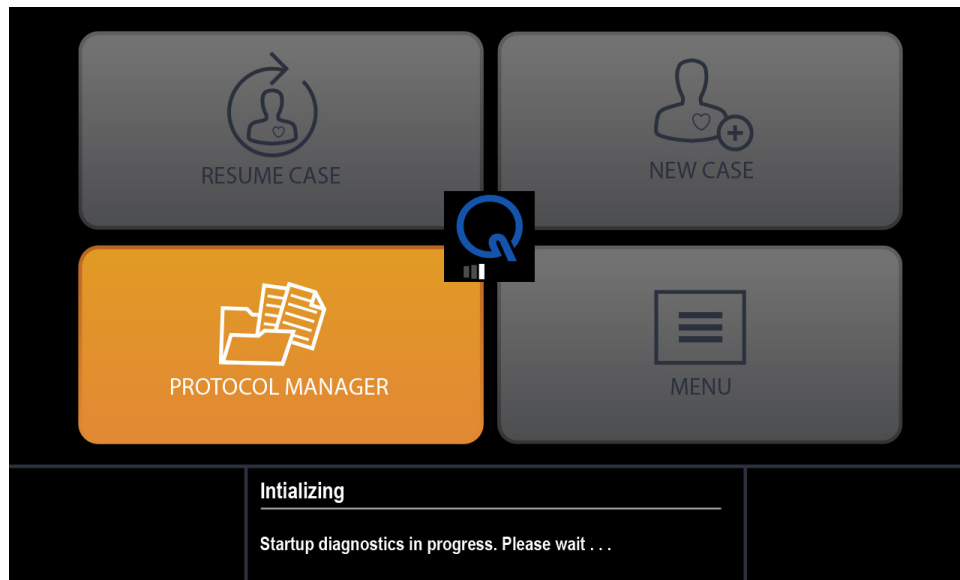 RESUME CASE
NEW CASE
PROTOCOL MANAGER
MENU
Intializing
Startup diagnostics in progress. Please wait . . .